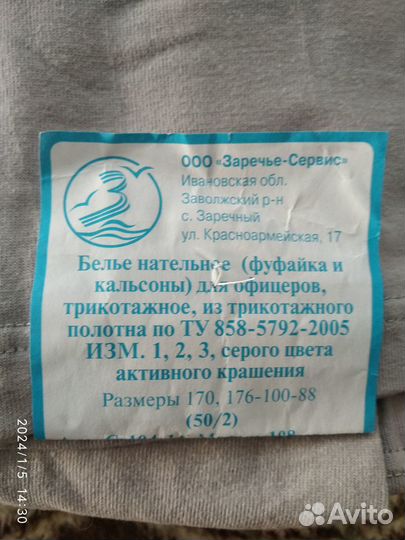 ООО «Заречье-Сервис»
Ивановская обл.
Заволжский р-н
с. Заречный
ул. Красноармейская, 17
Белье нательное (фуфайка и
кальсоны) для офицеров,
трикотажное, из трикотажного
полотна по ТУ 858-5792-2005
ИЗМ. 1, 2, 3, серого цвета
активного крашения
Размеры 170, 176-100-88
(50/2)
2024/1/5 14:30
Avito